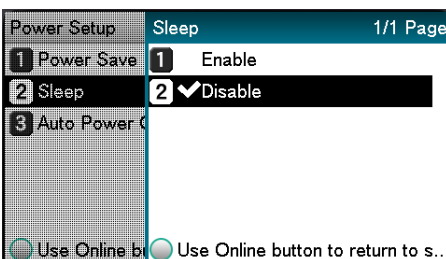 Power Setup
1 Power Save
2 Sleep
3 Auto Power
Use Online
Sleep 1/1 Page
1 Enable
2 Disable
Use Online button to return to s..